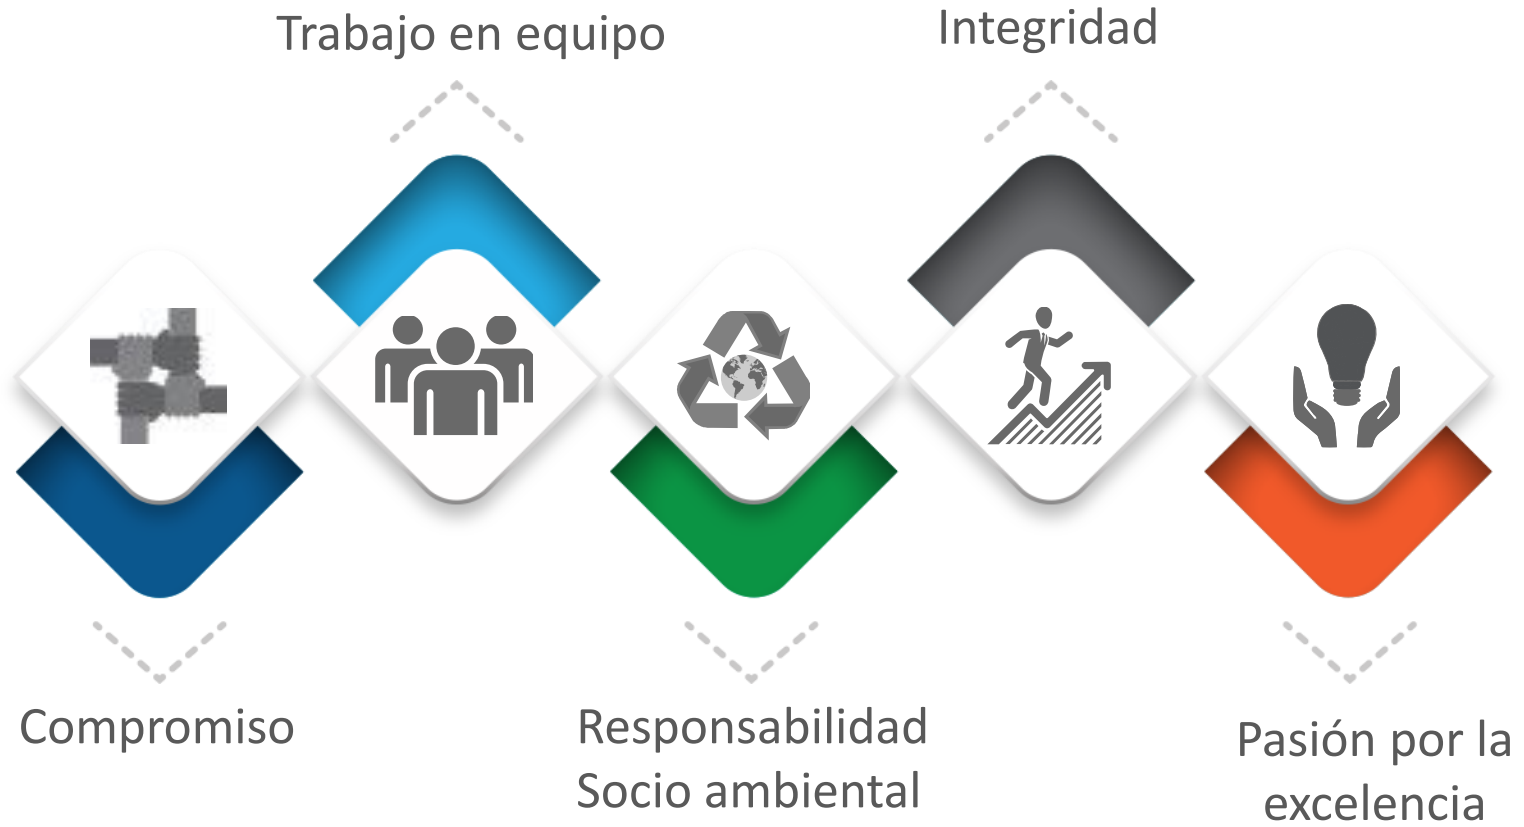 Trabajo en equipo
Integridad
Compromiso
Responsabilidad
Socio ambiental
Pasión por la
excelencia